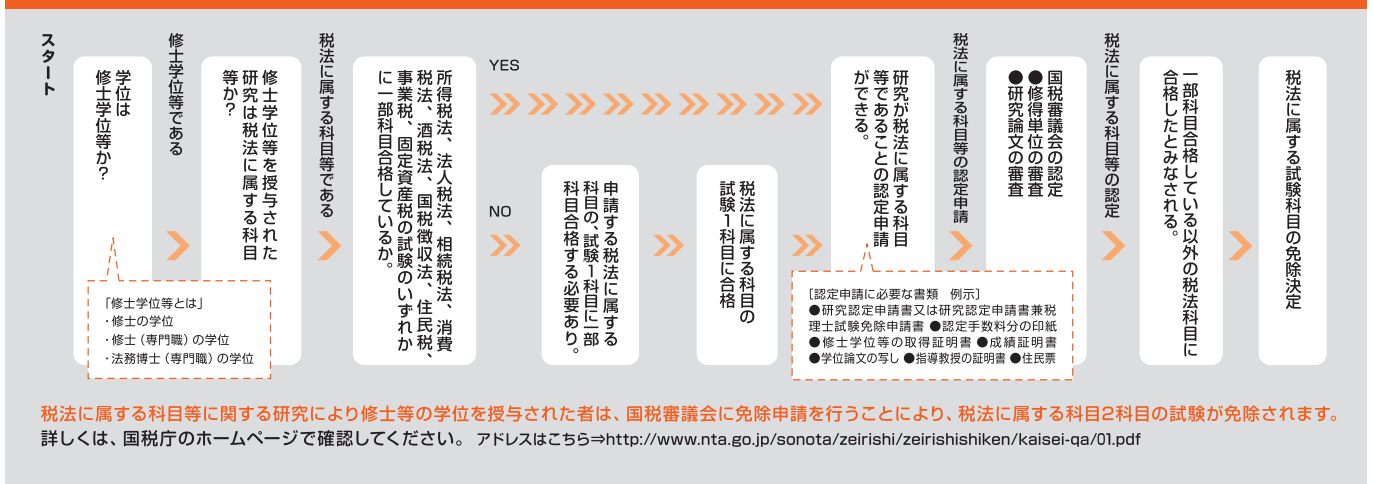 スタート
学位は
修士学位等か？
「修士学位等とは」
・修士の学位
・修士（専門職）の学位
・法務博士（専門職）の学位
修士学位等である
修士学位等を授与された
研究は税法に属する科目
等か？
税法に属する科目等である
所得税法、法人税法、相続税法、消費
税法、酒税法、国税徴収法、住民税、
事業税、固定資産税の試験のいずれか
に一部科目合格しているか。
YES
NO
申請する税法に属する
科目の、試験１科目に一部
科目合格する必要あり。
税法に属する科目の
試験１科目に合格
研究が税法に属する科目
等であることの認定申請
ができる。
［認定申請に必要な書類　例示］
●研究認定申請書又は研究認定申請書兼税
理士試験免除申請書 ●認定手数料分の印紙
●修士学位等の取得証明書 ●成績証明書
●学位論文の写し ●指導教授の証明書 ●住民票
税法に属する科目等の認定申請
国税審議会の認定
●修得単位の審査
●研究論文の審査
税法に属する科目等の認定
一部科目合格している以外の税法科目に
合格したとみなされる。
税法に属する試験科目の免除決定
税法に属する科目等に関する研究により修士等の学位を授与された者は、国税審議会に免除申請を行うことにより、税法に属する科目2科目の試験が免除されます。
詳しくは、国税庁のホームページで確認してください。 アドレスはこちら⇒http://www.nta.go.jp/sonota/zeirishi/zeirishishiken/kaisei-qa/01.pdf